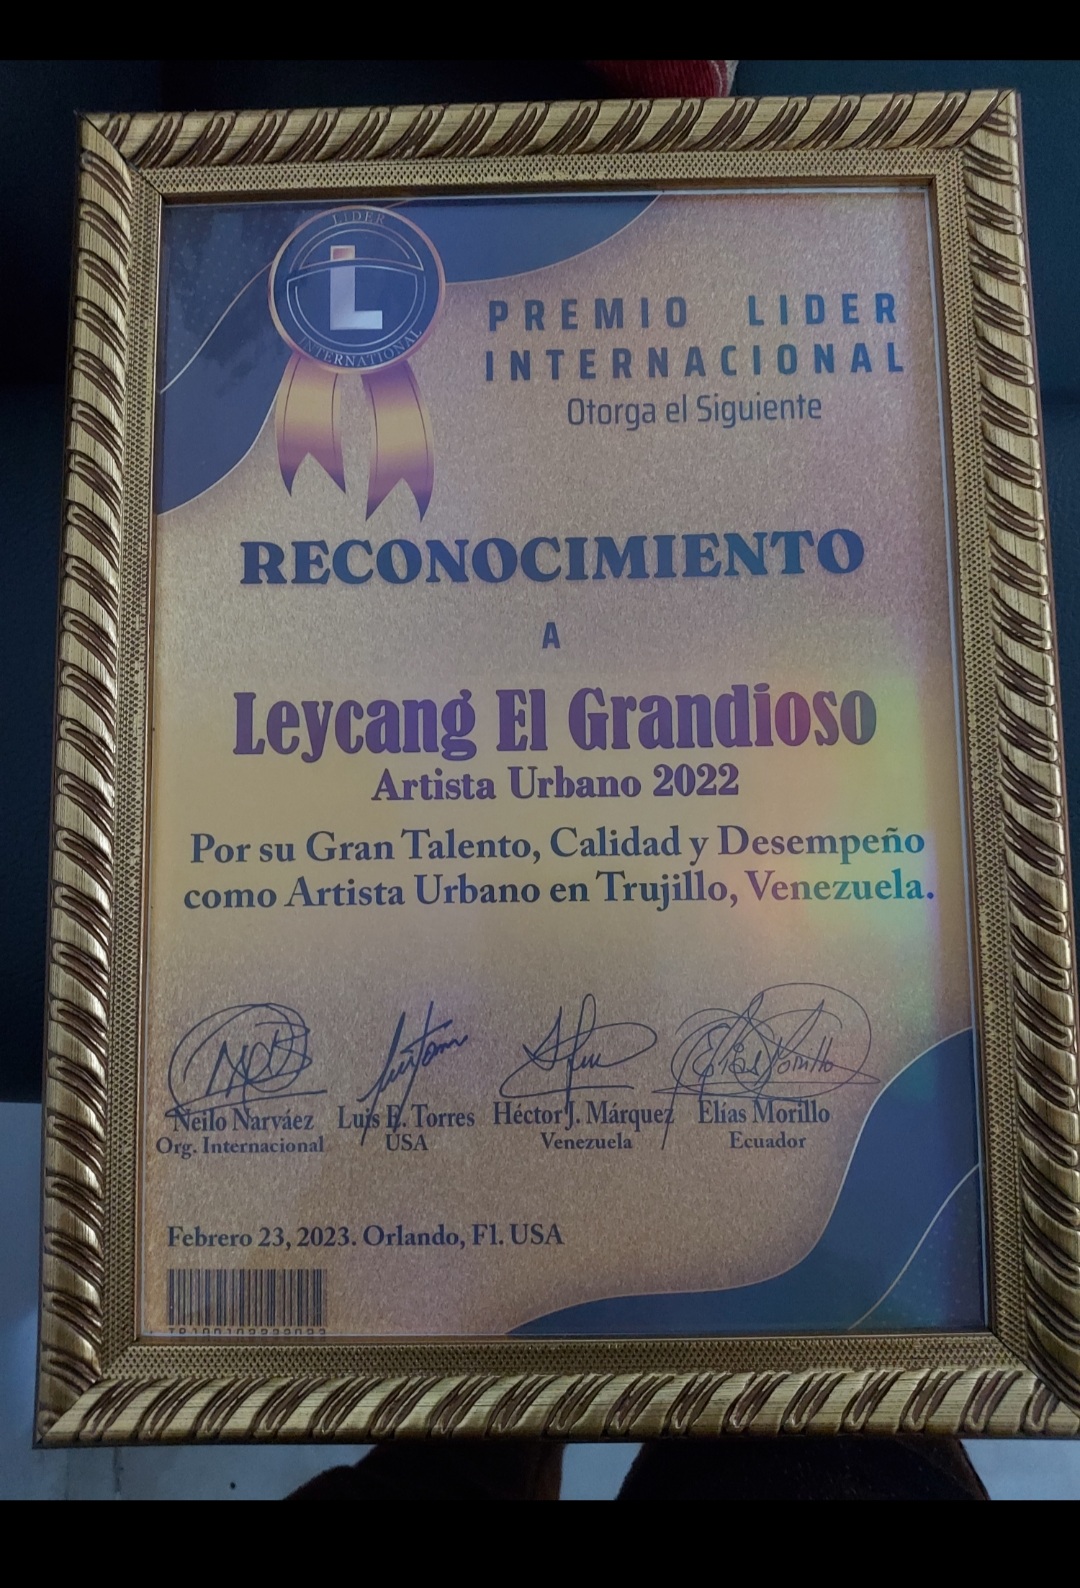 LIDER
L
INTERNATIONAL
PREMIO LIDER
INTERNACIONAL
Otorga el Siguiente
RECONOCIMIENTO
A
Leycang El Grandioso
Artista Urbano 2022
Por su Gran Talento, Calidad y Desempeño
como Artista Urbano en Trujillo, Venezuela.
Neilo Narváez Luis E. Torres Héctor J. Márquez Elías Morillo
Org. Internacional USA Venezuela Ecuador
Febrero 23, 2023. Orlando, Fl. USA